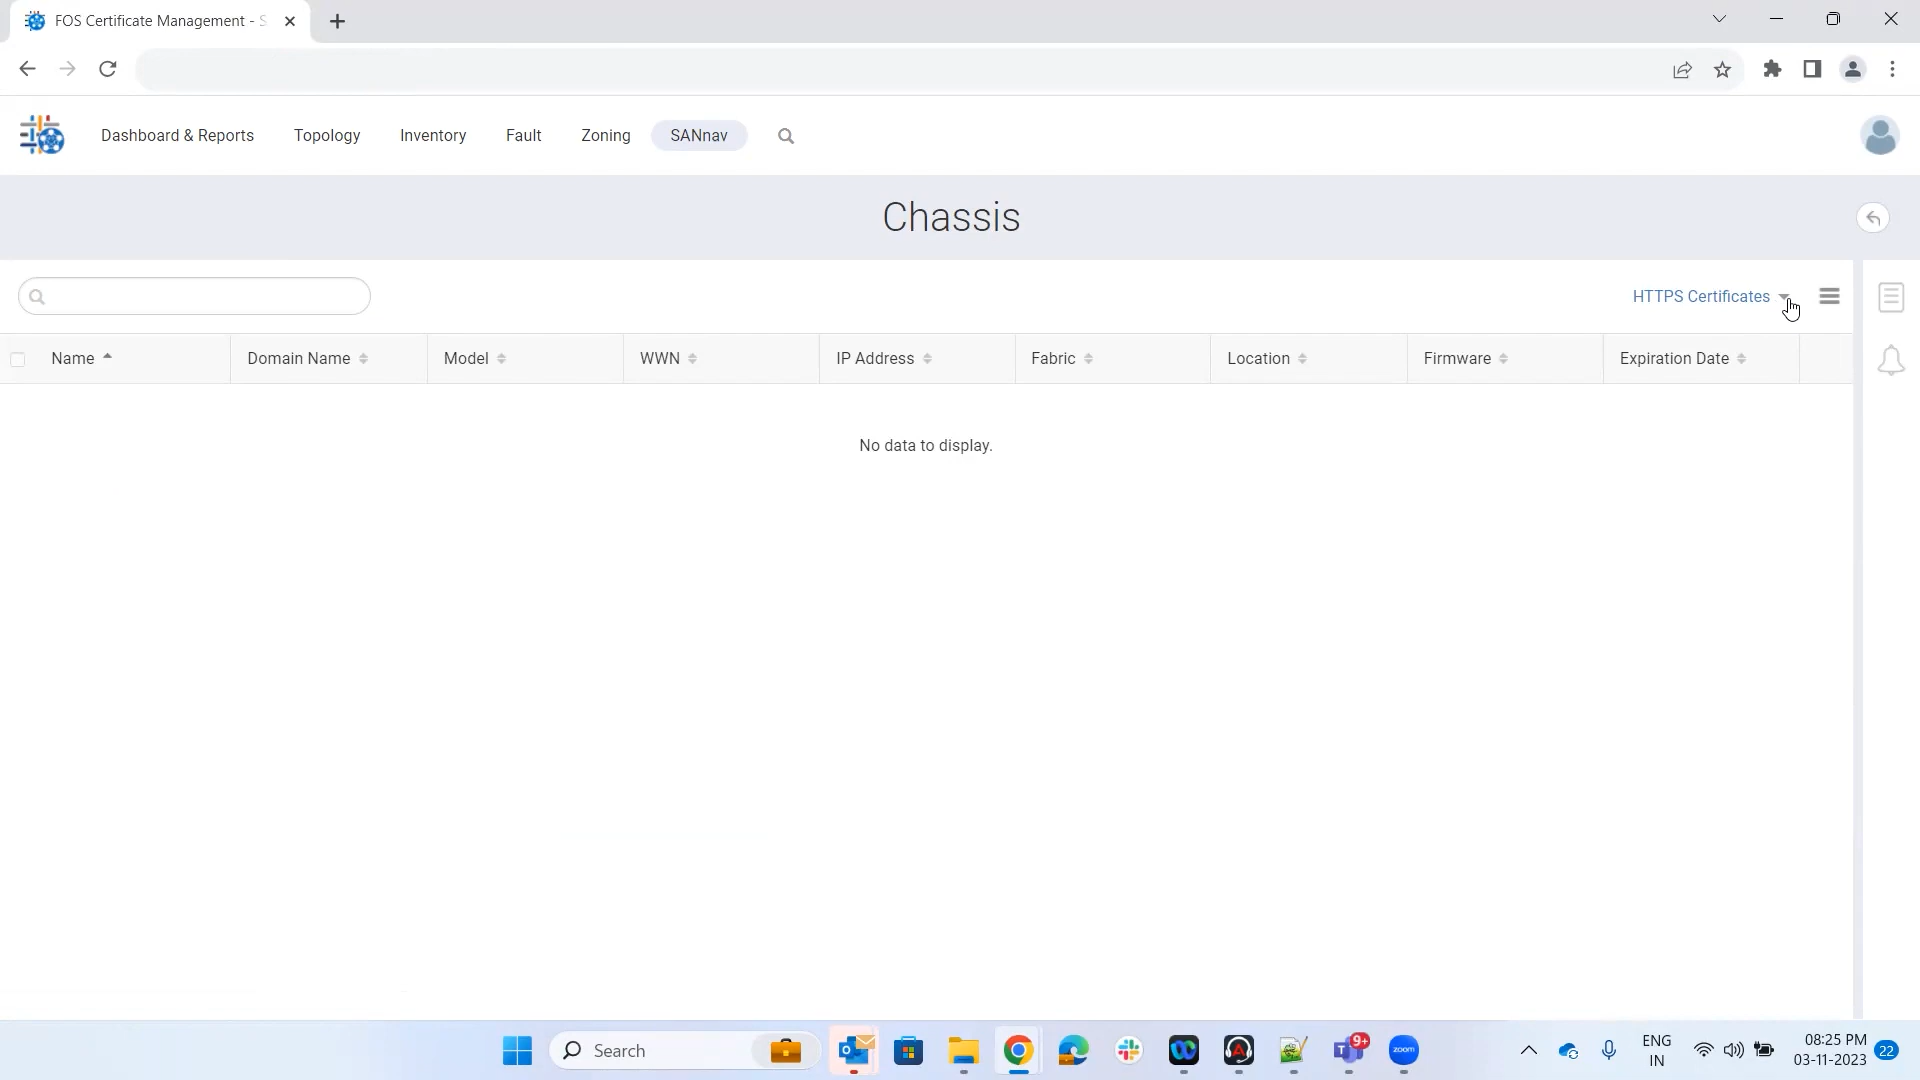 FOS Certificate Management - S
Dashboard & Reports Topology Inventory Fault Zoning SANnav
Chassis
HTTPS Certificates
Name Domain Name Model WWN IP Address Fabric Location Firmware Expiration Date
No data to display.
Search
9+
zoom
ENG
IN
08:25 PM
03-11-2023
22